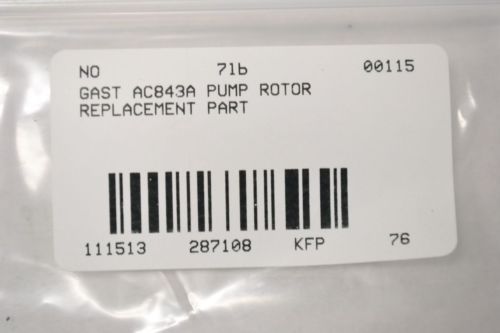 NO 71b 00115
GAST AC843A PUMP ROTOR
REPLACEMENT PART
111513 287108 KFP 76